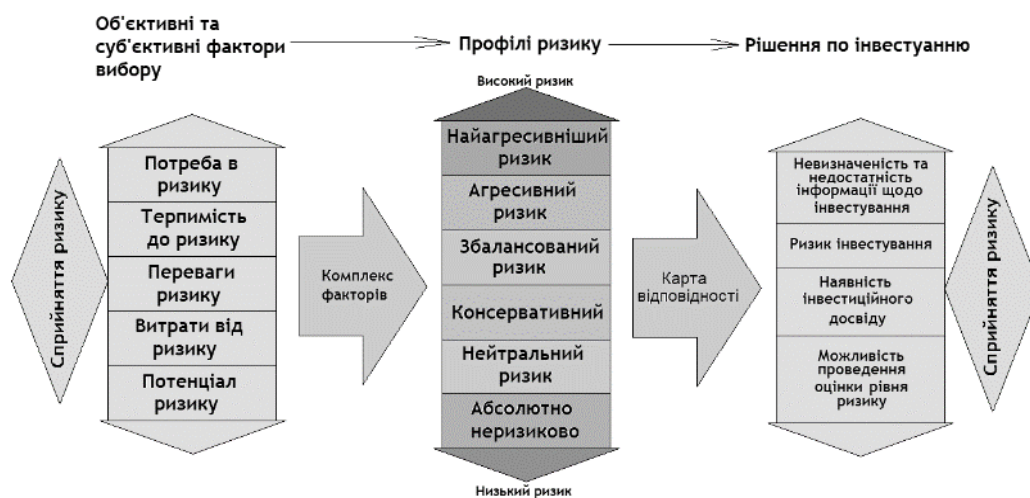 Об'єктивні та
суб'єктивні фактори
вибору
Профілі ризику
Рішення по інвестуанню
Високий ризик
Сприйняття ризику
Потреба в
ризику
Терпимість
до ризику
Переваги
ризику
Витрати від
ризику
Потенціал
ризику
Комплекс
факторів
Найагресивніший
ризик
Агресивний
ризик
Збалансований
ризик
Консервативний
Нейтральний
ризик
Абсолютно
неризиково
Низький ризик
Карта
відповідності
Невизначеність та
недостатність
інформації щодо
інвестування
Ризик інвестування
Наявність
інвестиційного
досвіду
Можливість
проведення
оцінки рівня
ризику
Сприйняття ризику